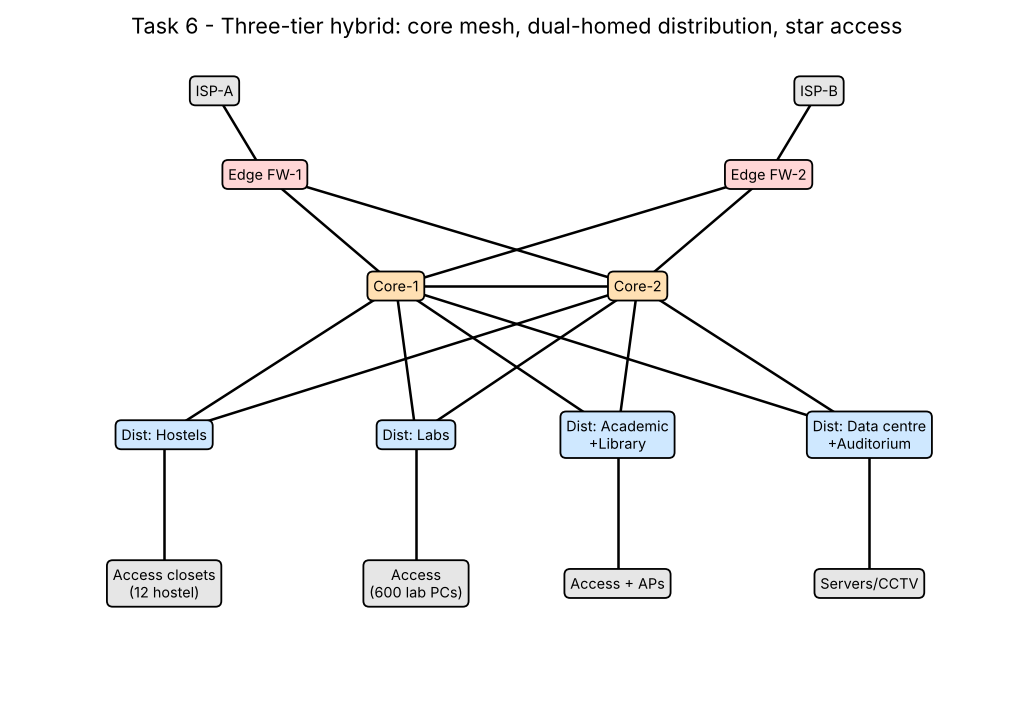 Task 6 - Three-tier hybrid: core mesh, dual-homed distribution, star access
ISP-A
ISP-B
Edge FW-1
Edge FW-2
Core-1
Core-2
Dist: Hostels
Dist: Labs
Dist: Academic
+Library
Dist: Data centre
+Auditorium
Access closets
(12 hostel)
Access
(600 lab PCs)
Access + APs
Servers/CCTV